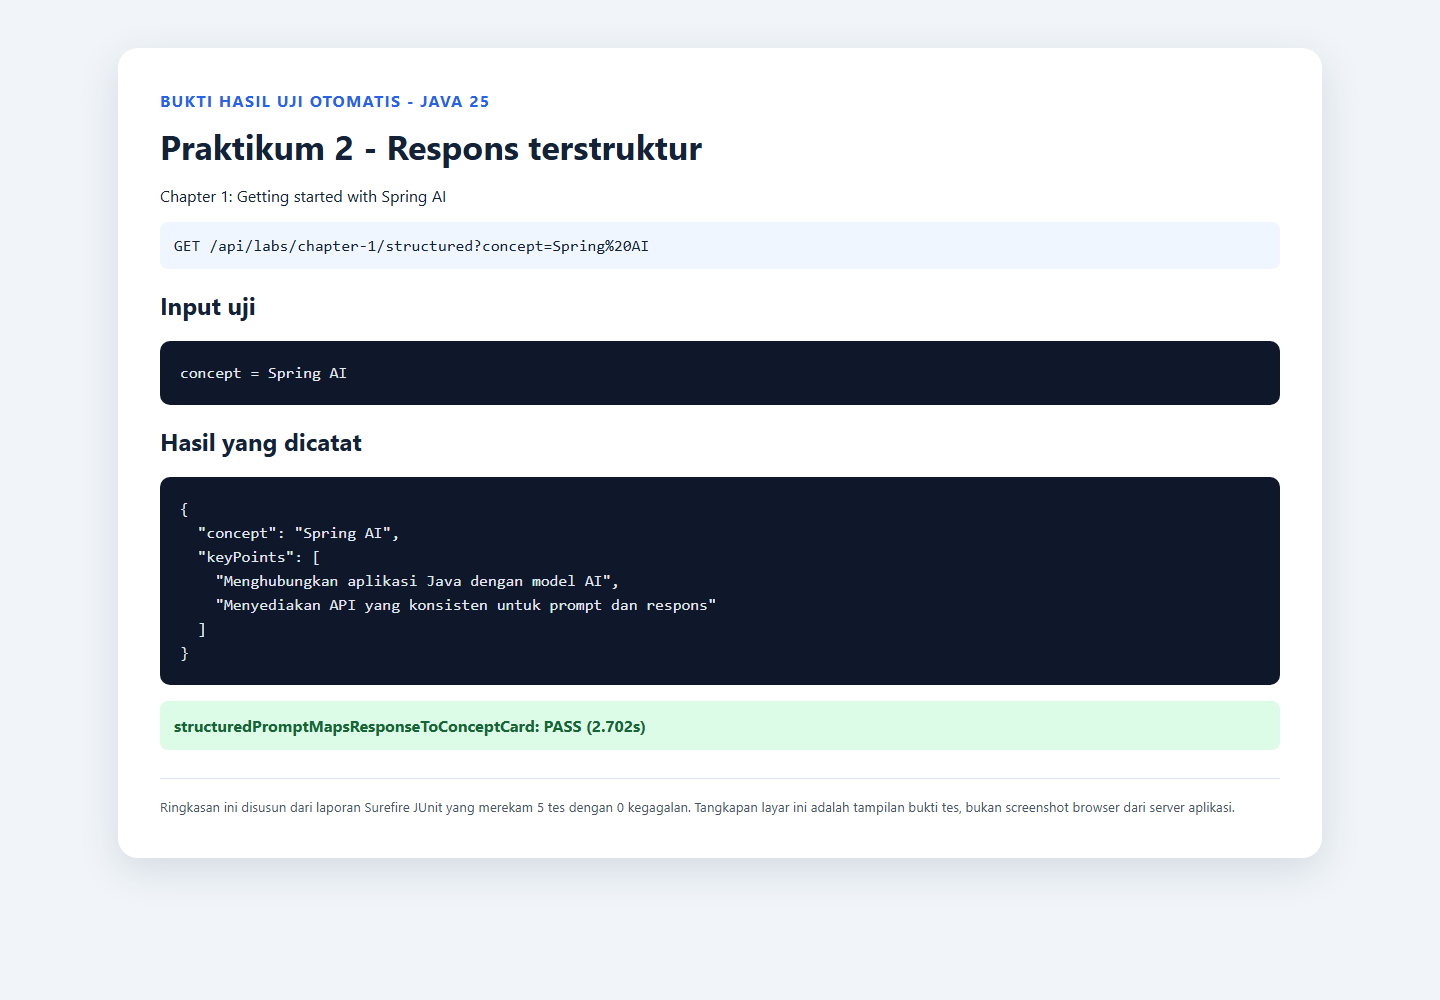 BUKTI HASIL UJI OTOMATIS - JAVA 25
Praktikum 2 - Respons terstruktur
Chapter 1: Getting started with Spring AI
GET /api/labs/chapter-1/structured?concept=Spring%20AI
Input uji
concept = Spring AI
Hasil yang dicatat
{
  "concept": "Spring AI",
  "keyPoints": [
    "Menghubungkan aplikasi Java dengan model AI",
    "Menyediakan API yang konsisten untuk prompt dan respons"
  ]
}
structuredPromptMapsResponseToConceptCard: PASS (2.702s)
Ringkasan ini disusun dari laporan Surefire JUnit yang merekam 5 tes dengan 0 kegagalan. Tangkapan layar ini adalah tampilan bukti tes, bukan screenshot browser dari server aplikasi.